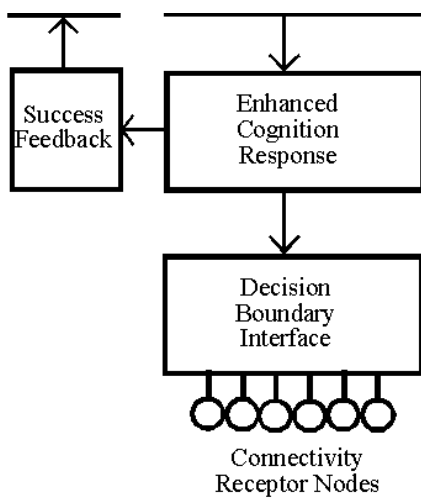 Success
Feedback
Enhanced
Cognition
Response
Decision
Boundary
Interface
Connectivity
Receptor Nodes